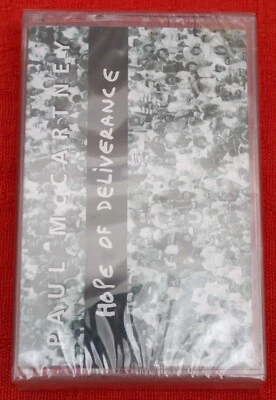 PAUL McCARTNEY
HOPE OF DELIVERANCE